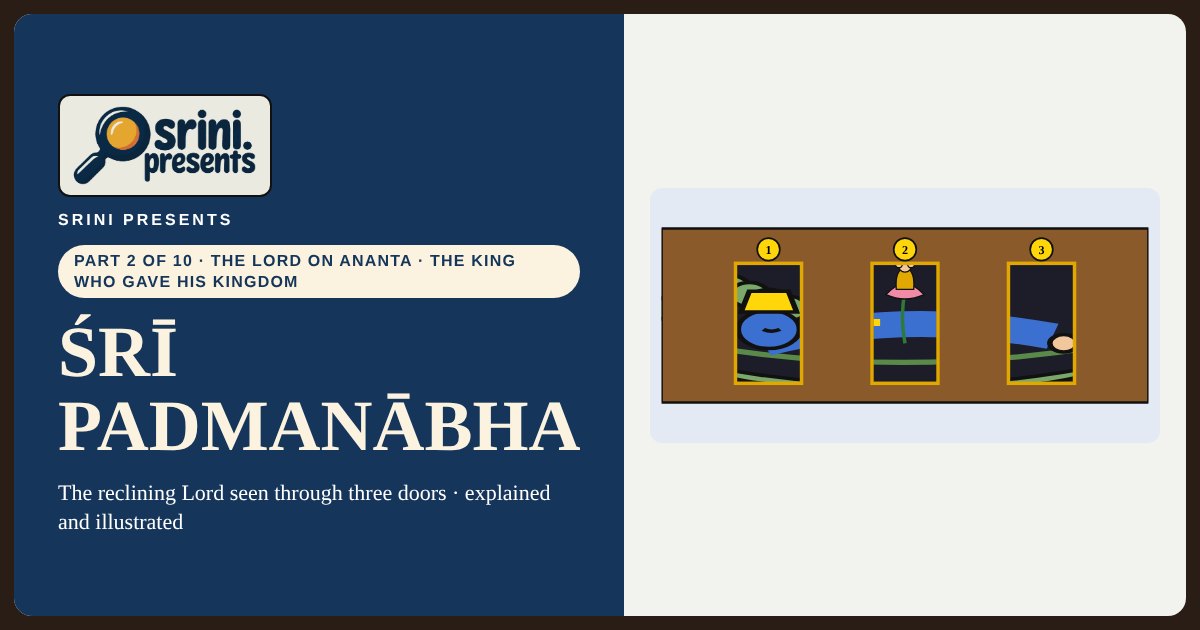 srini.
presents
SRINI PRESENTS
PART 2 OF 10 · THE LORD ON ANANTA · THE KING
WHO GAVE HIS KINGDOM
ŚRĪ
PADMANĀBHA
The reclining Lord seen through three doors · explained
and illustrated
1 2 3